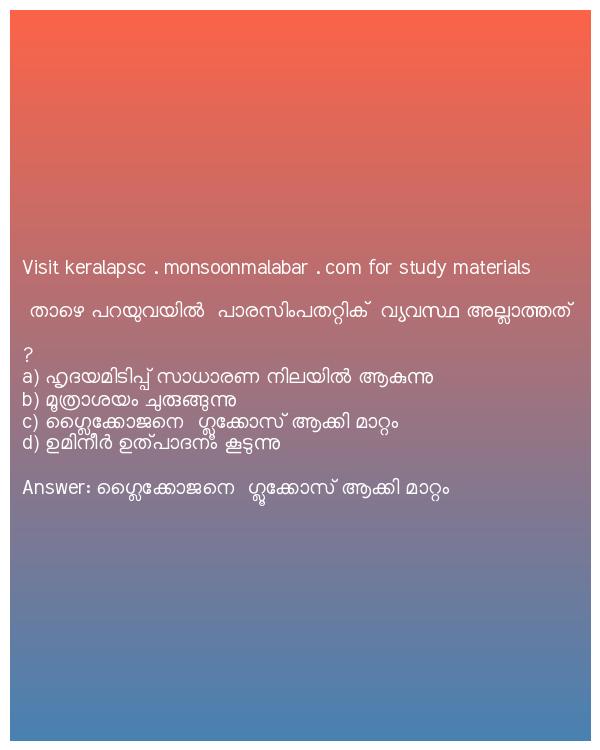 Visit keralapsc . monsoonmalabar . com for study materials
താഴെ പറയുവയിൽ പാരസിംപതറ്റിക് വ്യവസ്ഥ അല്ലാത്തത്
?
a) ഹൃദയമിടിപ്പ് സാധാരണ നിലയിൽ ആകുന്നു
b) മൂത്രാശയം ചുരുങ്ങുന്നു
c) ഗ്ലൈക്കോജനെ ഗ്ലൂക്കോസ് ആക്കി മാറ്റം
d) ഉമിനീർ ഉത്പാദനം കൂടുന്നു
Answer: ഗ്ലൈക്കോജനെ ഗ്ലൂക്കോസ് ആക്കി മാറ്റം